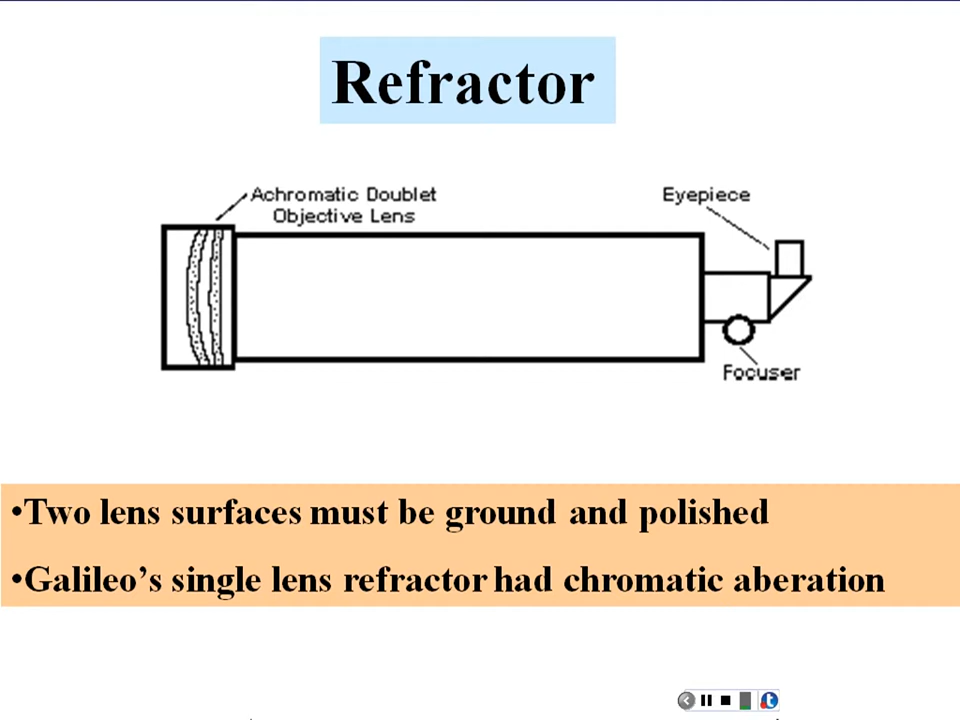 Refractor
Achromatic Doublet
Objective Lens
Eyepiece
Focuser
•Two lens surfaces must be ground and polished
•Galileo’s single lens refractor had chromatic aberation